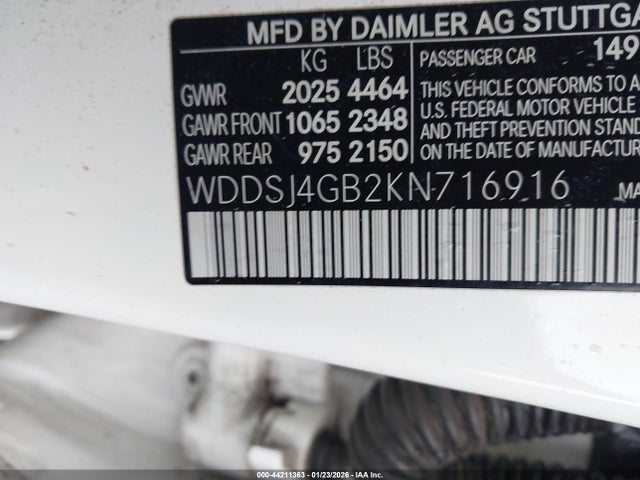 MFD BY DAIMLER AG STUTTGA
KG LBS PASSENGER CAR 149
GVWR 2025 4464
GAWR FRONT 1065 2348
GAWR REAR 975 2150
THIS VEHICLE CONFORMS TO A
U.S. FEDERAL MOTOR VEHICLE
AND THEFT PREVENTION STAND
ON THE DATE OF MANUFACTUR
WDDSJ4GB2KN716916 MA
000-44211363 - 01/23/2026 - IAA Inc.